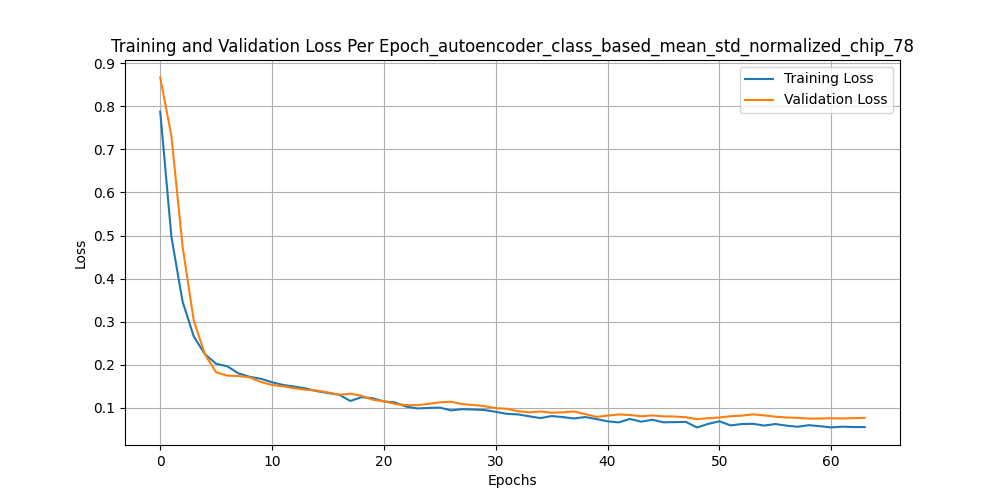 Training and Validation Loss Per Epoch_autoencoder_class_based_mean_std_normalized_chip_78
Training Loss
Validation Loss
0.9
0.8
0.7
0.6
0.5
0.4
0.3
0.2
0.1
Loss
0 10 20 30 40 50 60
Epochs